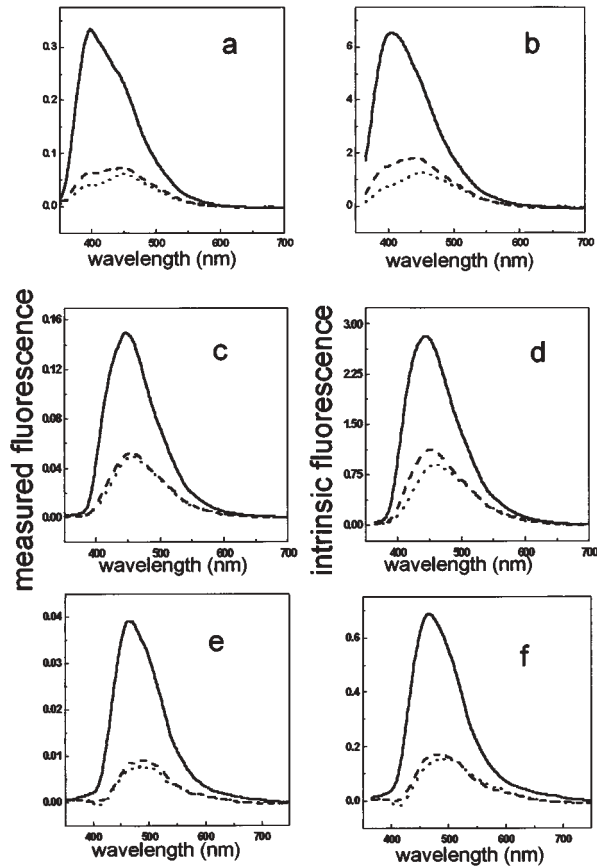 a
0.3
0.2
0.1
0.0
400 500 600 700
wavelength (nm)
b
6
4
2
0
400 500 600 700
wavelength (nm)
measured fluorescence
c
0.16
0.12
0.08
0.04
0.00
400 500 600 700
wavelength (nm)
intrinsic fluorescence
d
3.00
2.25
1.50
0.75
0.00
400 500 600 700
wavelength (nm)
e
0.04
0.03
0.02
0.01
0.00
400 500 600 700
wavelength (nm)
f
0.6
0.4
0.2
0.0
400 500 600 700
wavelength (nm)